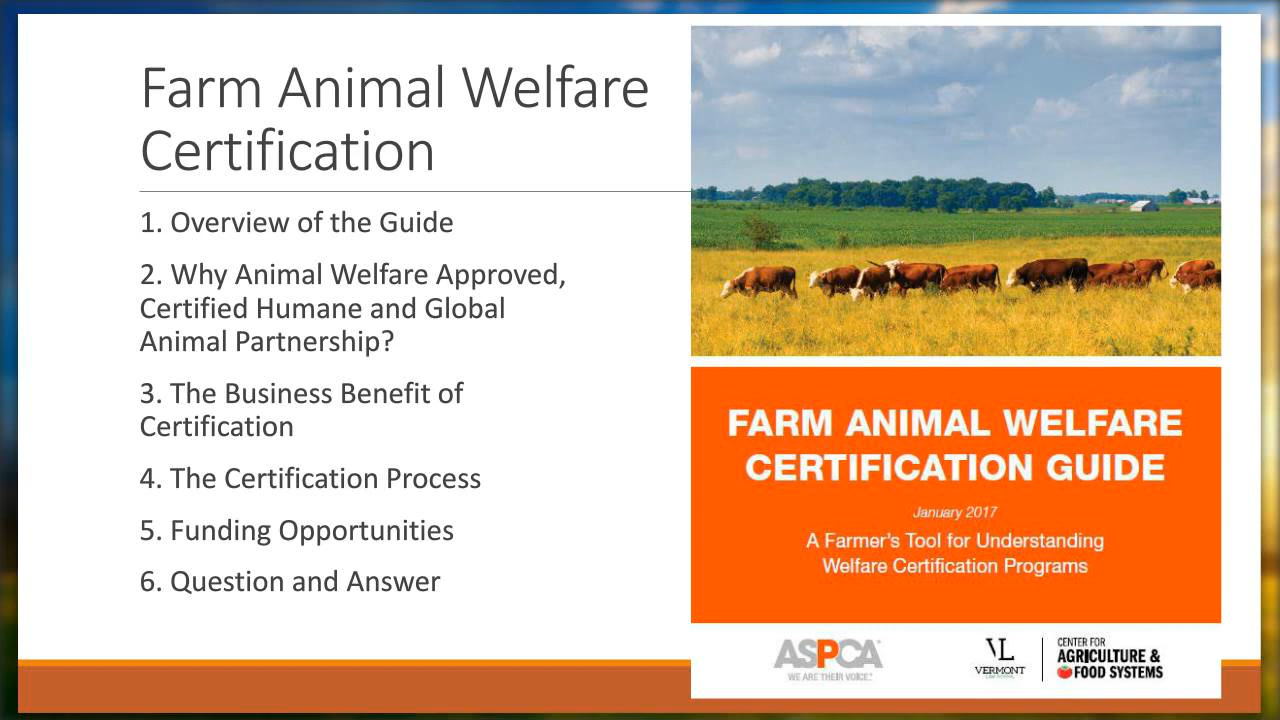 Farm Animal Welfare
Certification
1. Overview of the Guide
2. Why Animal Welfare Approved,
Certified Humane and Global
Animal Partnership?
3. The Business Benefit of
Certification
4. The Certification Process
5. Funding Opportunities
6. Question and Answer
FARM ANIMAL WELFARE
CERTIFICATION GUIDE
January 2017
A Farmer's Tool for Understanding
Welfare Certification Programs
ASPCA
WE ARE THEIR VOICE.
VL
VERMONT
LAW SCHOOL
CENTER FOR
AGRICULTURE &
FOOD SYSTEMS